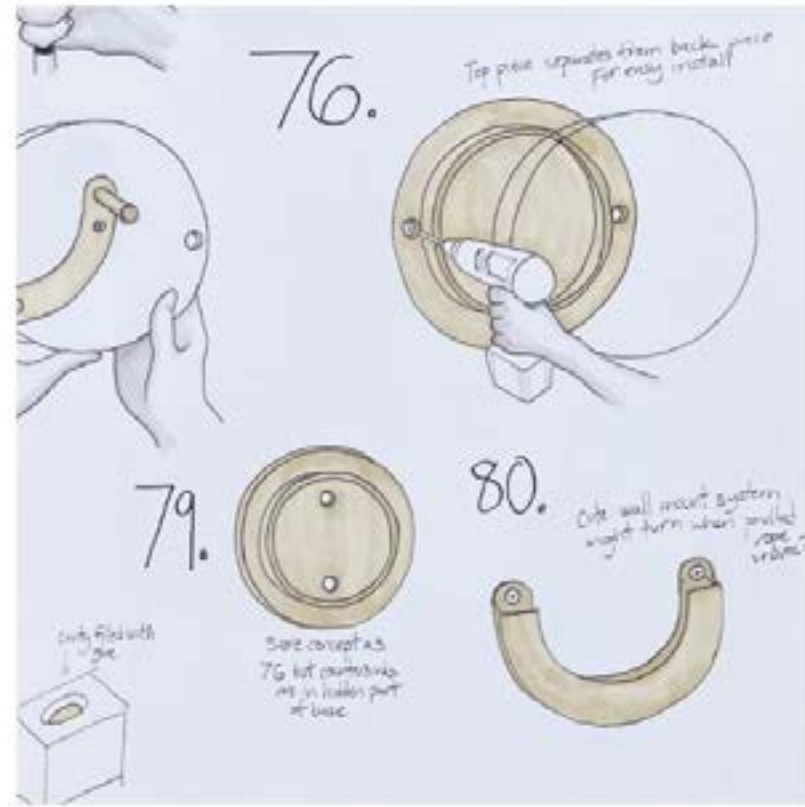 76.
Top piece separates from back piece
for easy install
79.
Same concept as
76 but countersinks
are in hidden part
of base
80.
Cute wall mount system
might turn when pulled
rope
cavity filled with
glue